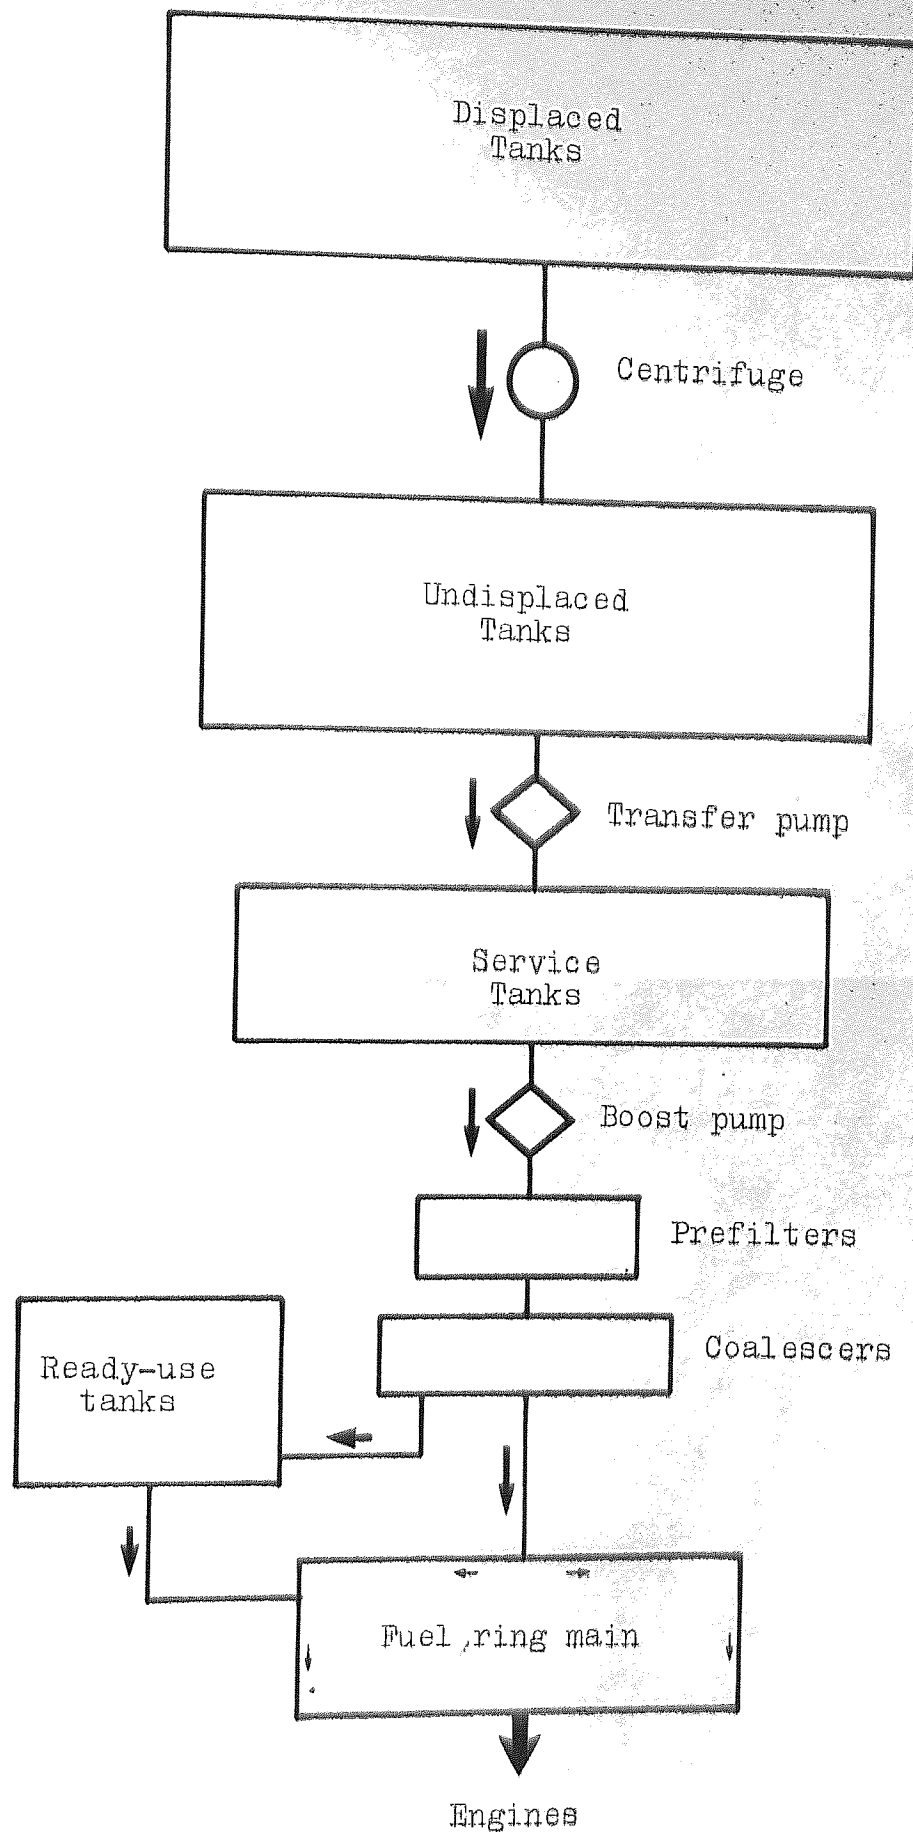 Displaced
Tanks
Centrifuge
Undisplaced
Tanks
Transfer pump
Service
Tanks
Boost pump
Prefilters
Coalescers
Ready-use
tanks
Fuel ring main
Engines